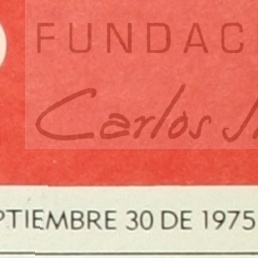 FUNDAC
Carlos
PTIEMBRE 30 DE 1975